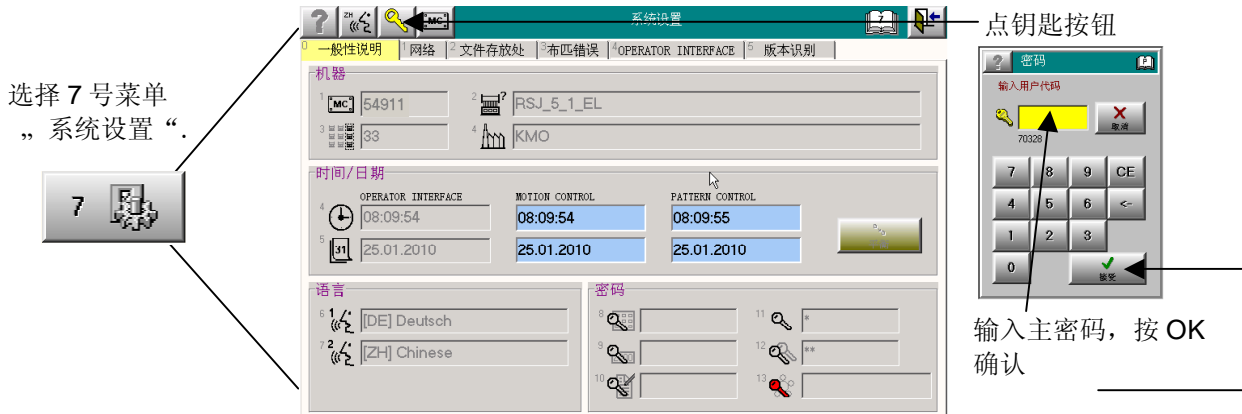 选择 7 号菜单
„ 系统设置 “.
7
? ZH MC 系统设置 7
0 一般性说明 1 网络 2 文件存放处 3 布匹错误 4 OPERATOR INTERFACE 5 版本识别
机器
1 MC 54911 2 ? RSJ_5_1_EL
3 33 4 KMO
时间/日期
OPERATOR INTERFACE MOTION CONTROL PATTERN CONTROL
4 08:09:54 08:09:54 08:09:55
5 31 25.01.2010 25.01.2010 25.01.2010
语言
6 1 [DE] Deutsch
7 2 [ZH] Chinese
密码
8 11 *
9 12 **
10 13
点钥匙按钮
? 密码 P
输入用户代码
取消
70328
7 8 9 CE
4 5 6 <-
1 2 3
0 接受
输入主密码，按 OK
确认